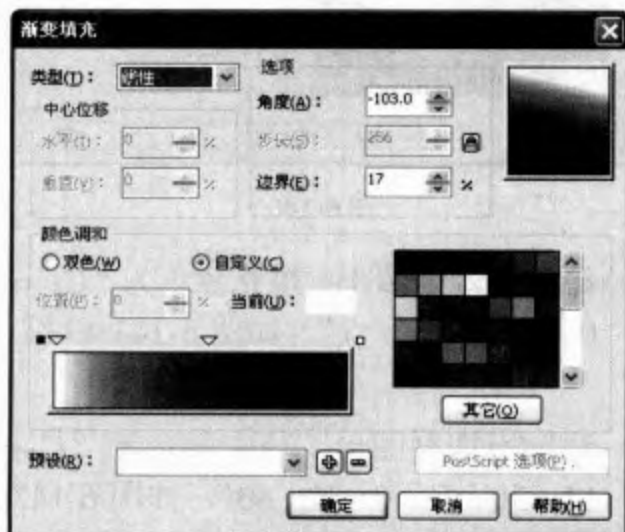 渐变填充
类型(T)： 线性
选项
中心位移
角度(A)： -103.0
水平(I)： 0 %
步长(S)： 256
垂直(V)： 0 %
边界(E)： 17 %
颜色调和
双色(W) 自定义(C)
位置(P)： 0 % 当前(U)：
其它(O)
预设(R)：
PostScript 选项(P)...
确定 取消 帮助(H)